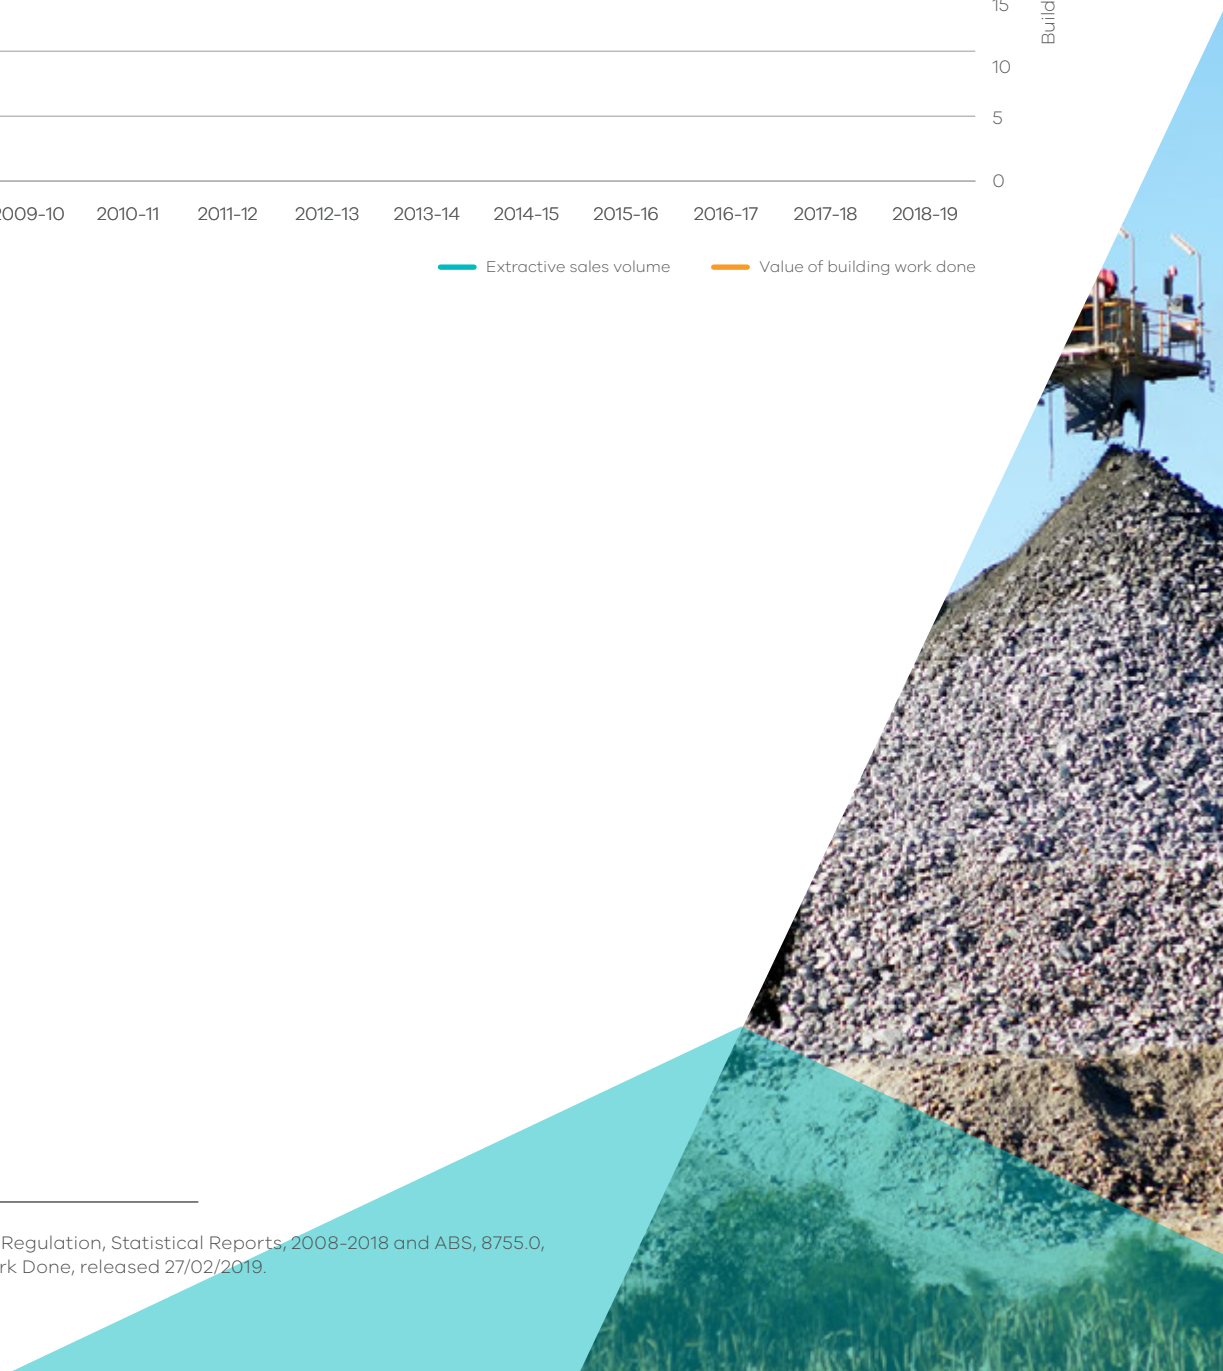 15
Build
10
5
0
2009-10 2010-11 2011-12 2012-13 2013-14 2014-15 2015-16 2016-17 2017-18 2018-19
Extractive sales volume Value of building work done
Regulation, Statistical Reports, 2008-2018 and ABS, 8755.0,
rk Done, released 27/02/2019.